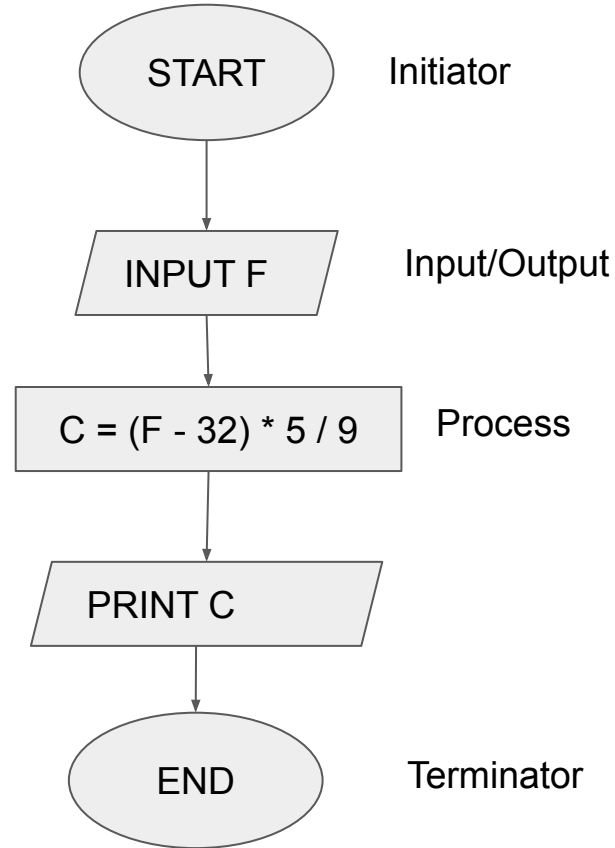 START
Initiator
INPUT F
Input/Output
C = (F - 32) * 5 / 9
Process
PRINT C
END
Terminator